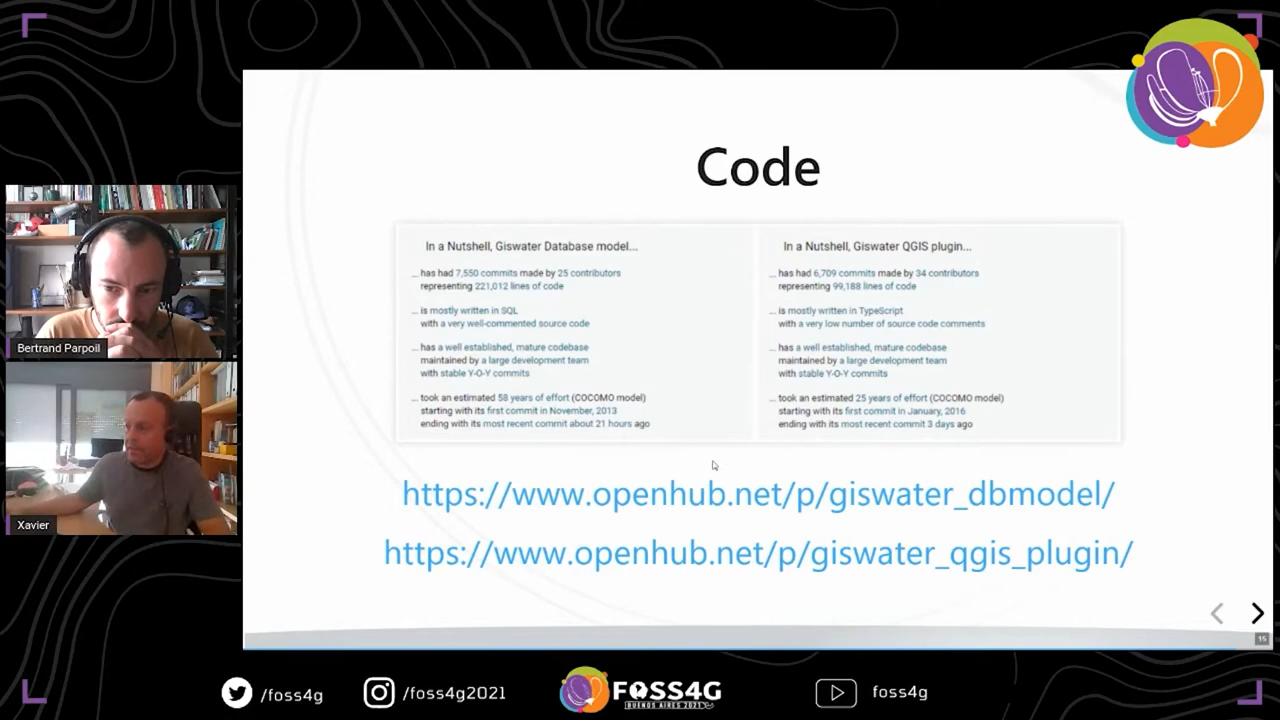 Code
In a Nutshell, Giswater Database model...
... has had 7,550 commits made by 25 contributors
representing 221,012 lines of code
... is mostly written in SQL
with a very well-commented source code
... has a well established, mature codebase
maintained by a large development team
with stable Y-O-Y commits
... took an estimated 58 years of effort (COCOMO model)
starting with its first commit in November, 2013
ending with its most recent commit about 21 hours ago
In a Nutshell, Giswater QGIS plugin...
... has had 6,709 commits made by 34 contributors
representing 99,188 lines of code
... is mostly written in TypeScript
with a very low number of source code comments
... has a well established, mature codebase
maintained by a large development team
with stable Y-O-Y commits
... took an estimated 25 years of effort (COCOMO model)
starting with its first commit in January, 2016
ending with its most recent commit 3 days ago
https://www.openhub.net/p/giswater_dbmodel/
https://www.openhub.net/p/giswater_qgis_plugin/
15
Bertrand Parpoil
Xavier
/foss4g
/foss4g2021
FOSS4G
BUENOS AIRES 2021
foss4g